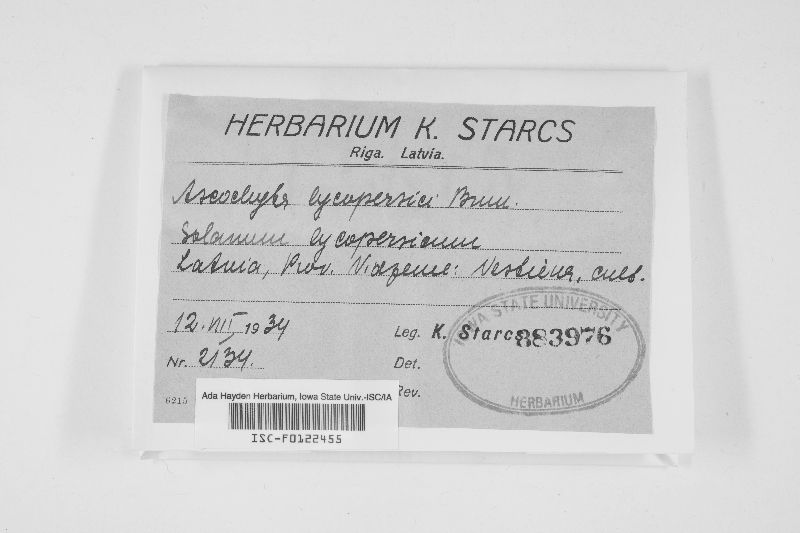 HERBARIUM K. STARCS
Riga. Latvia.
Ascochyta lycopersici Brun.
Solanum lycopersicum
Latvia, Prov. Vidzeme: Vestiena, cult.
12. VIII, 1934
Leg. K. Starcs
883976
Nr. 2134.
Det.
Rev.
6215
IOWA STATE UNIVERSITY
HERBARIUM
Ada Hayden Herbarium, Iowa State Univ.-ISC/IA
ISC-F0122455